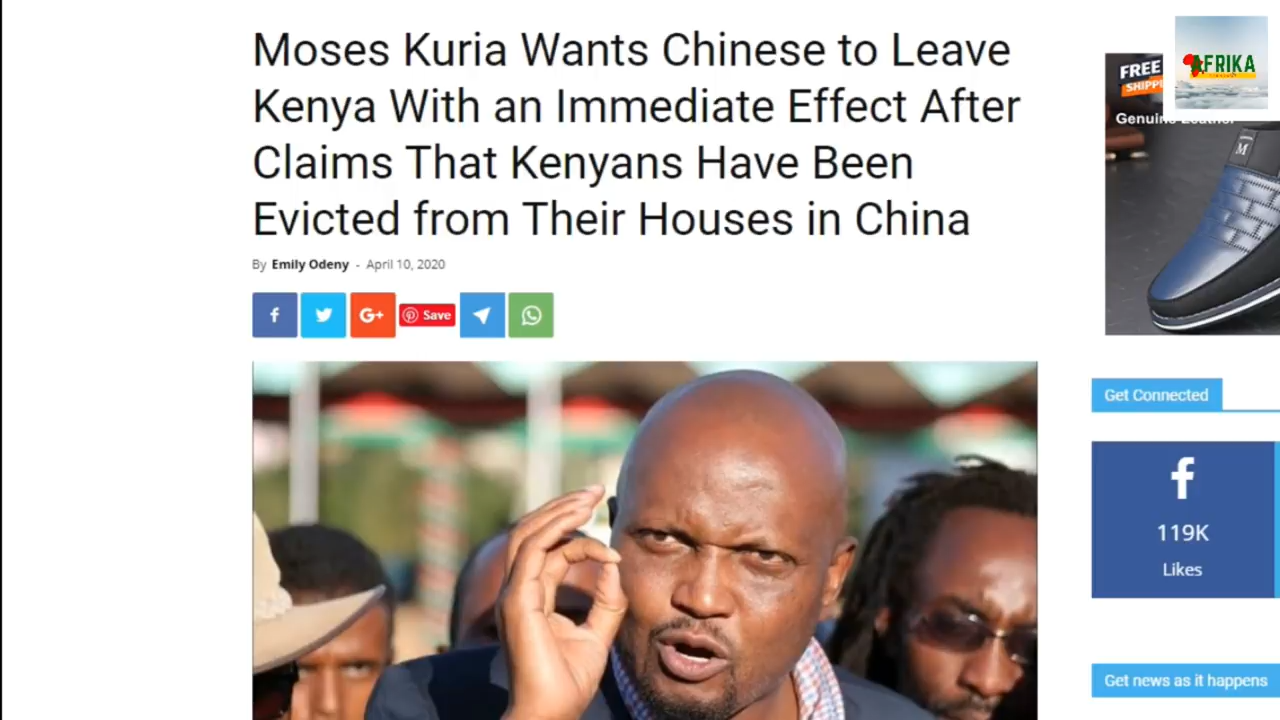 Moses Kuria Wants Chinese to Leave
Kenya With an Immediate Effect After
Claims That Kenyans Have Been
Evicted from Their Houses in China
By Emily Odeny - April 10, 2020
f
G+
Save
AFRIKA
FREE
Genuine Leather
M
Get Connected
f
119K
Likes
Get news as it happens